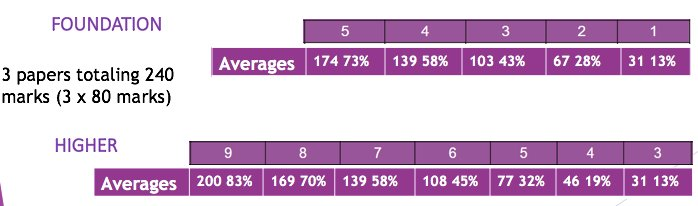 FOUNDATION
5 4 3 2 1
Averages 174 73% 139 58% 103 43% 67 28% 31 13%
3 papers totaling 240
marks (3 x 80 marks)
HIGHER
9 8 7 6 5 4 3
Averages 200 83% 169 70% 139 58% 108 45% 77 32% 46 19% 31 13%